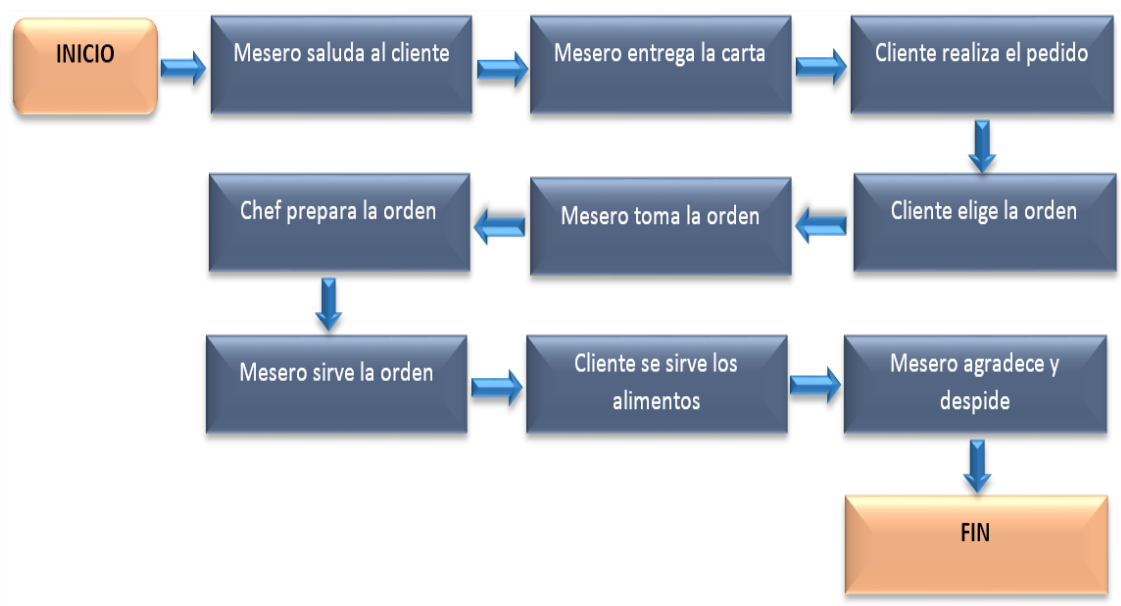 INICIO
Mesero saluda al cliente
Mesero entrega la carta
Cliente realiza el pedido
Cliente elige la orden
Mesero toma la orden
Chef prepara la orden
Mesero sirve la orden
Cliente se sirve los
alimentos
Mesero agradece y
despide
FIN